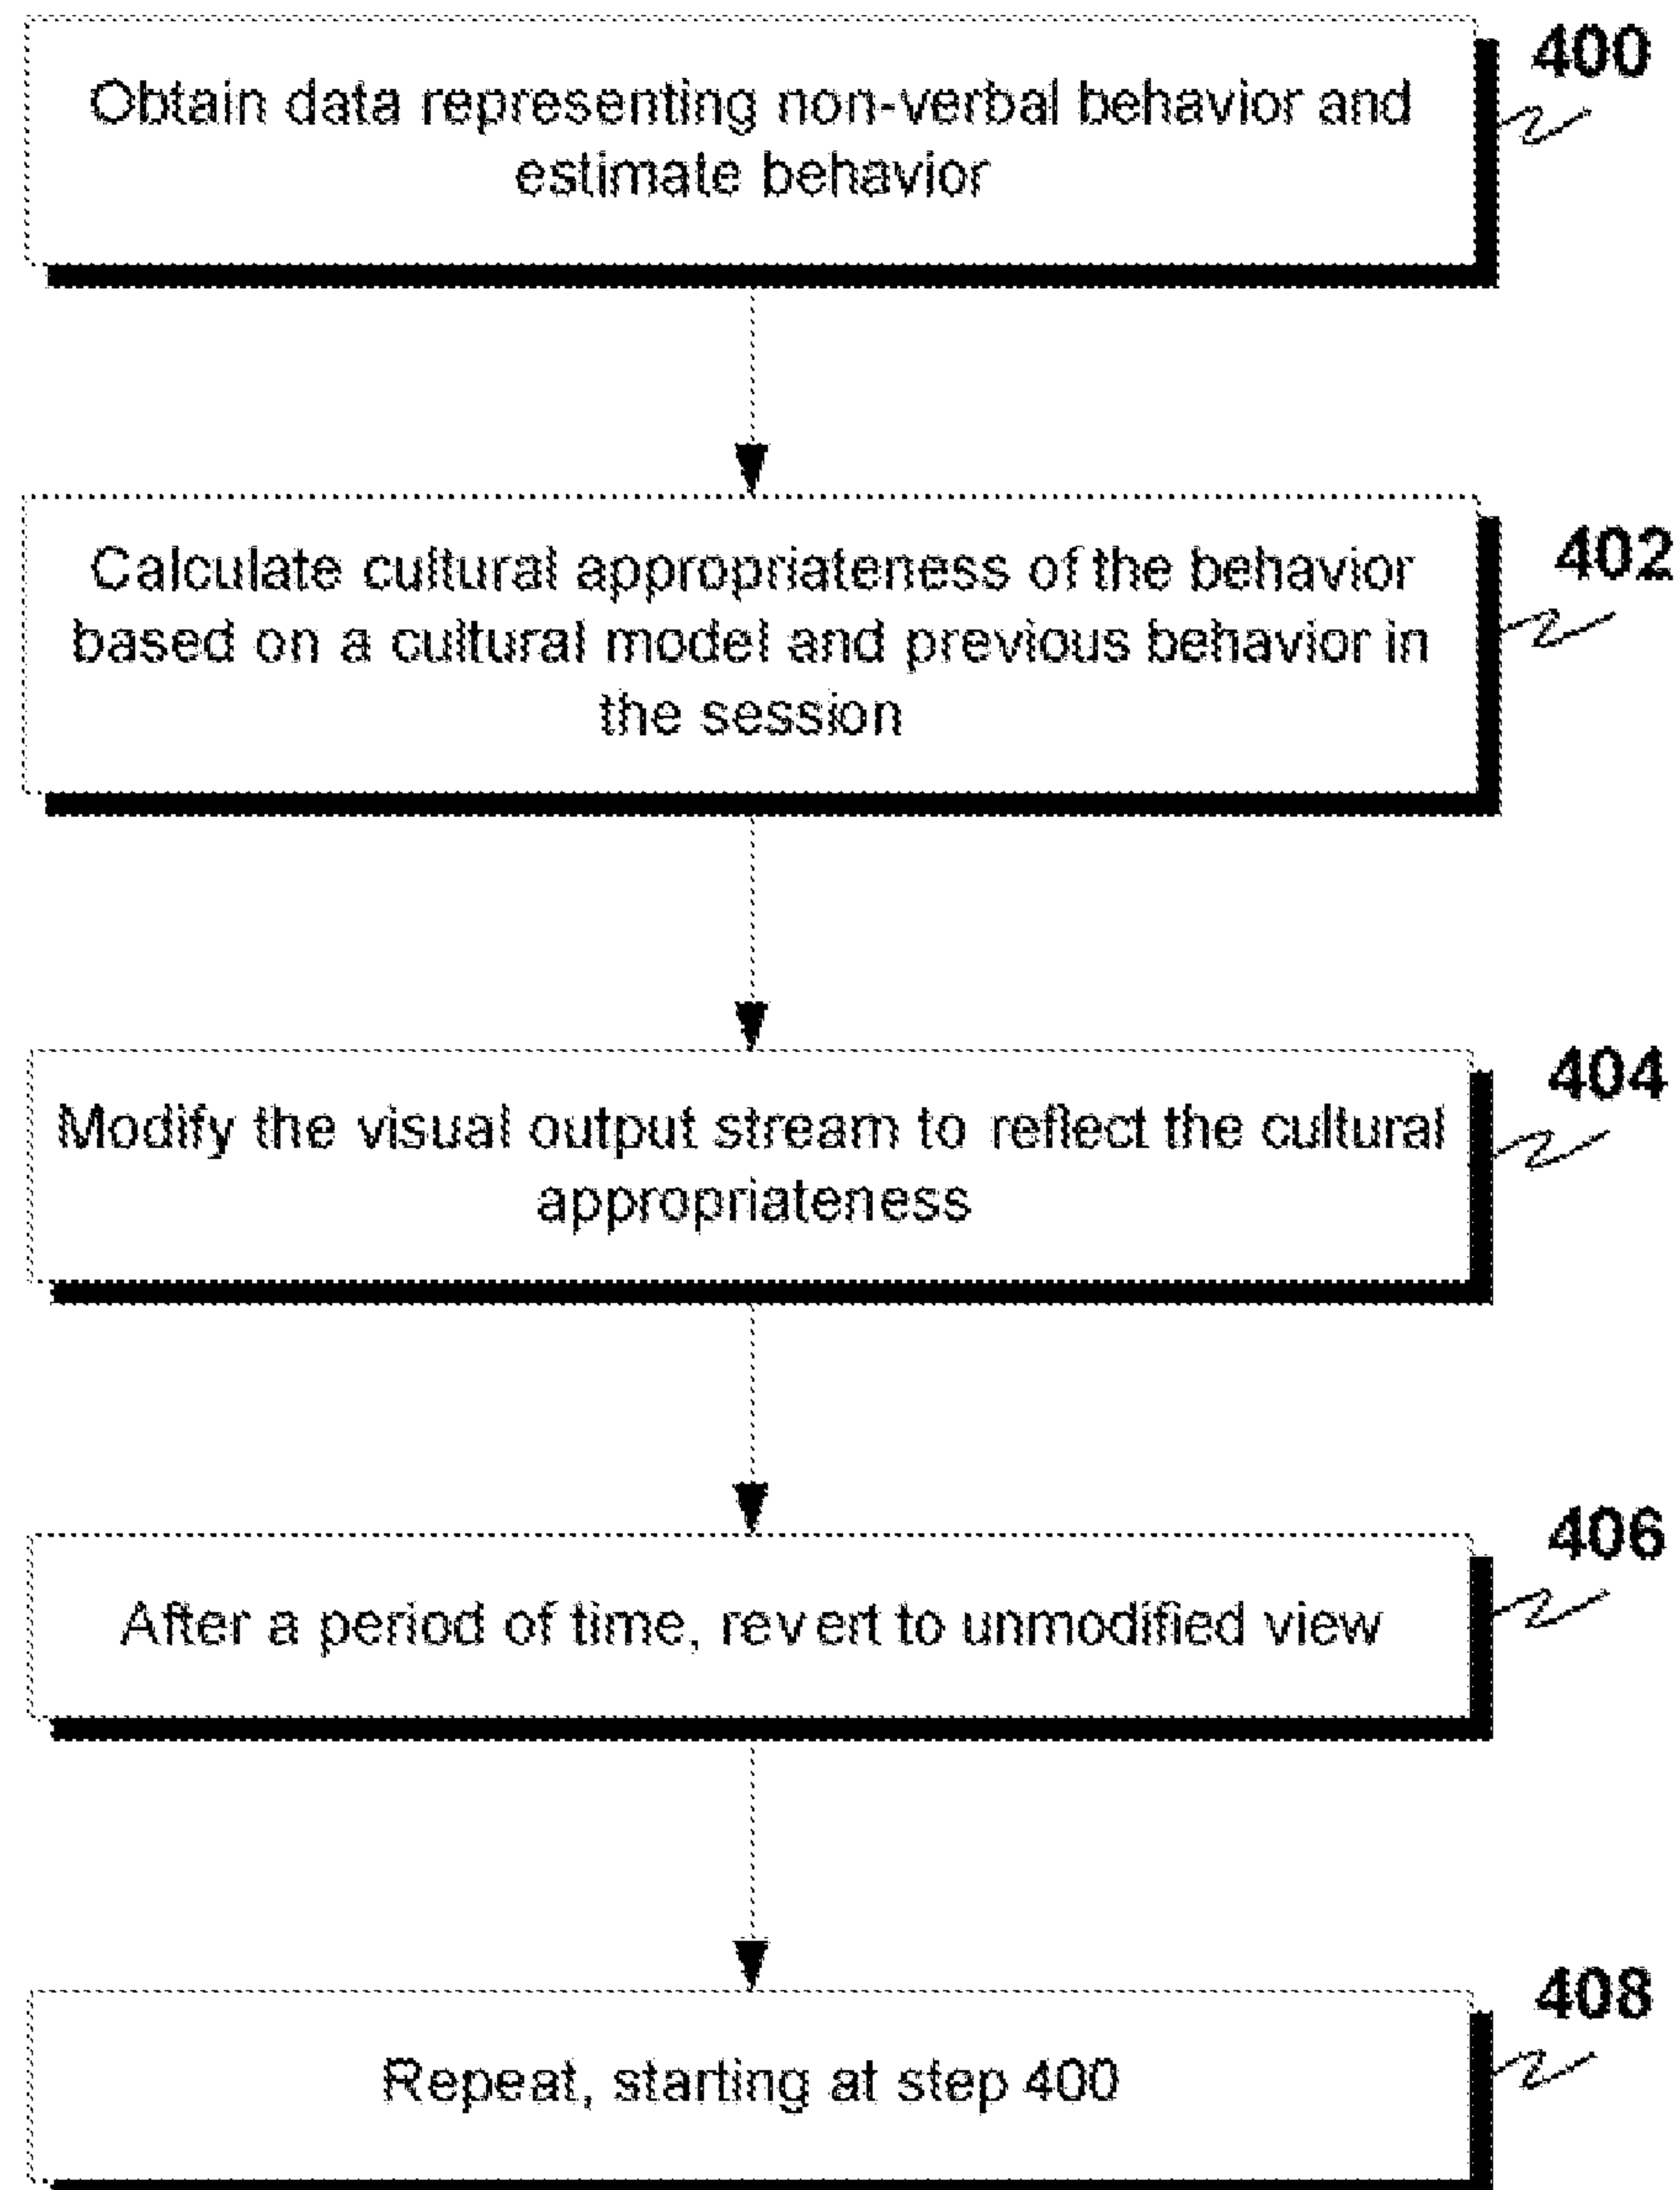 400
Obtain data representing non-verbal behavior and
estimate behavior
402
Calculate cultural appropriateness of the behavior
based on a cultural model and previous behavior in
the session
404
Modify the visual output stream to reflect the cultural
appropriateness
406
After a period of time, revert to unmodified view
408
Repeat, starting at step 400